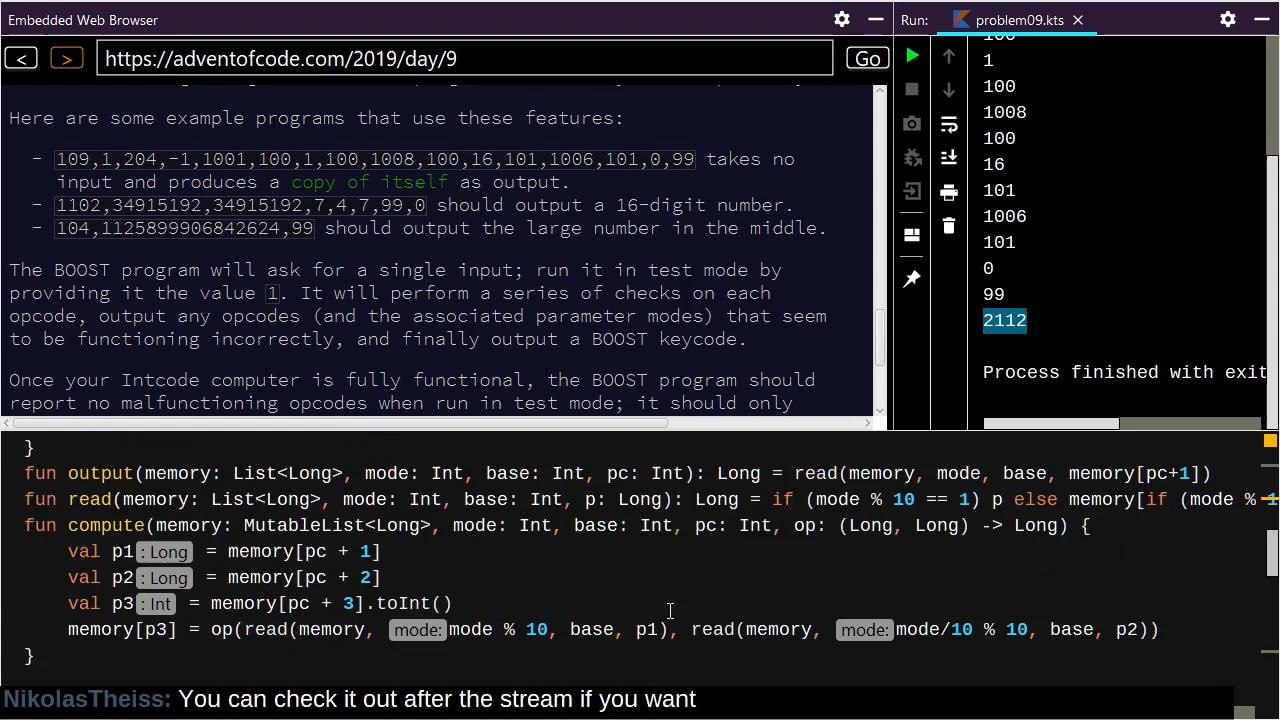 Embedded Web Browser
< > https://adventofcode.com/2019/day/9 Go
Here are some example programs that use these features:
- 109,1,204,-1,1001,100,1,100,1008,100,16,101,1006,101,0,99 takes no
input and produces a copy of itself as output.
- 1102,34915192,34915192,7,4,7,99,0 should output a 16-digit number.
- 104,1125899906842624,99 should output the large number in the middle.
The BOOST program will ask for a single input; run it in test mode by
providing it the value 1. It will perform a series of checks on each
opcode, output any opcodes (and the associated parameter modes) that seem
to be functioning incorrectly, and finally output a BOOST keycode.
Once your Intcode computer is fully functional, the BOOST program should
report no malfunctioning opcodes when run in test mode; it should only
Run: problem09.kts
100
1
100
1008
100
16
101
1006
101
0
99
2112
Process finished with exit
}
fun output(memory: List<Long>, mode: Int, base: Int, pc: Int): Long = read(memory, mode, base, memory[pc+1])
fun read(memory: List<Long>, mode: Int, base: Int, p: Long): Long = if (mode % 10 == 1) p else memory[if (mode % 1
fun compute(memory: MutableList<Long>, mode: Int, base: Int, pc: Int, op: (Long, Long) -> Long) {
val p1 : Long = memory[pc + 1]
val p2 : Long = memory[pc + 2]
val p3 : Int = memory[pc + 3].toInt()
memory[p3] = op(read(memory, mode: mode % 10, base, p1), read(memory, mode: mode/10 % 10, base, p2))
}
NikolasTheiss: You can check it out after the stream if you want